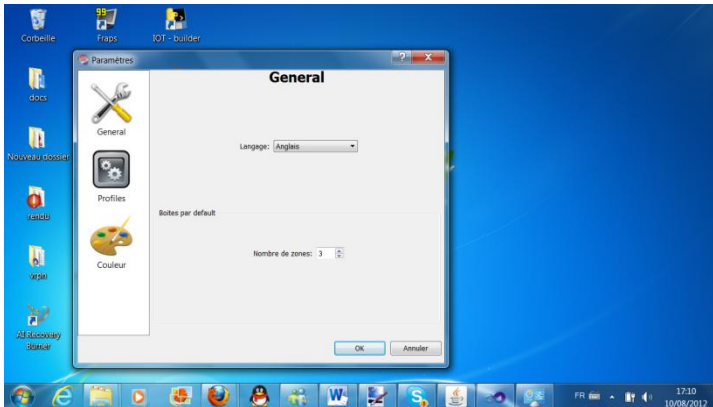 99
Corbeille
Fraps
IOT - builder
Paramètres
?
X
docs
General
General
Langage: Anglais
Nouveau dossier
Profiles
rendu
Boites par default
Nombre de zones: 3
Couleur
AI Recovery
Burner
OK
Annuler
W
S
FR
17:10
10/08/2012